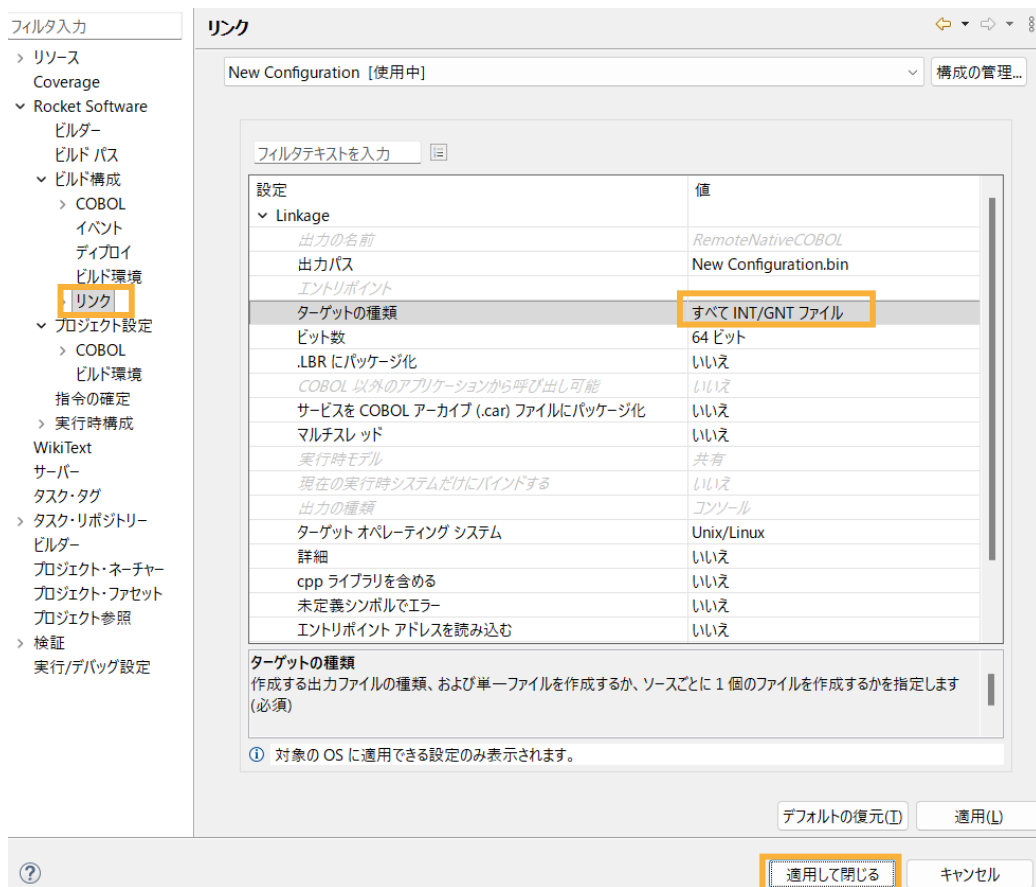 フィルタ入力
リソース
Coverage
Rocket Software
ビルダー
ビルド パス
ビルド構成
COBOL
イベント
ディプロイ
ビルド環境
リンク
プロジェクト設定
COBOL
ビルド環境
指令の確定
実行時構成
WikiText
サーバー
タスク・タグ
タスク・リポジトリー
ビルダー
プロジェクト・ネーチャー
プロジェクト・ファセット
プロジェクト参照
検証
実行/デバッグ設定
リンク
New Configuration [使用中]
構成の管理...
フィルタテキストを入力
設定 値
Linkage
出力の名前 RemoteNativeCOBOL
出力パス New Configuration.bin
エントリポイント
ターゲットの種類 すべて INT/GNT ファイル
ビット数 64 ビット
.LBR にパッケージ化 いいえ
COBOL 以外のアプリケーションから呼び出し可能 いいえ
サービスを COBOL アーカイブ (.car) ファイルにパッケージ化 いいえ
マルチスレッド いいえ
実行時モデル 共有
現在の実行時システムだけにバインドする いいえ
出力の種類 コンソール
ターゲット オペレーティング システム Unix/Linux
詳細 いいえ
cpp ライブラリを含める いいえ
未定義シンボルでエラー いいえ
エントリポイント アドレスを読み込む いいえ
ターゲットの種類
作成する出力ファイルの種類、および単一ファイルを作成するか、ソースごとに 1 個のファイルを作成するかを指定します
(必須)
対象の OS に適用できる設定のみ表示されます。
デフォルトの復元(T) 適用(L)
適用して閉じる キャンセル